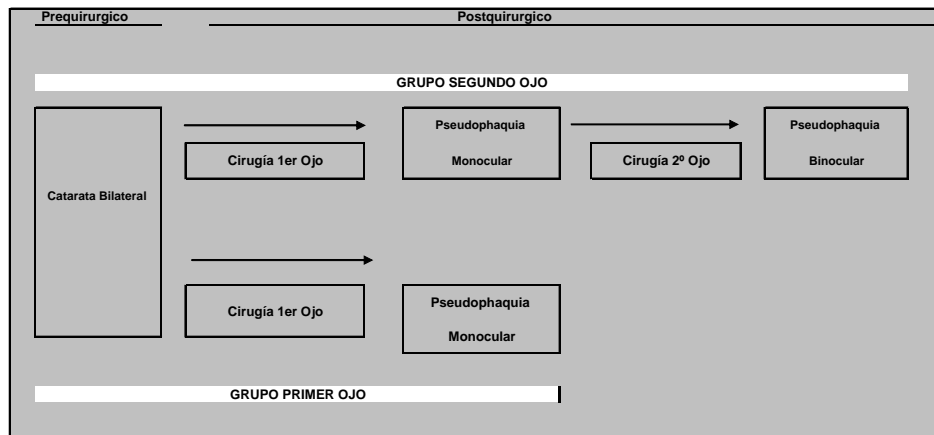 Prequirurgico
Postquirurgico
GRUPO SEGUNDO OJO
Catarata Bilateral
Cirugía 1er Ojo
Pseudophaquia
Monocular
Cirugía 2º Ojo
Pseudophaquia
Binocular
Cirugía 1er Ojo
Pseudophaquia
Monocular
GRUPO PRIMER OJO